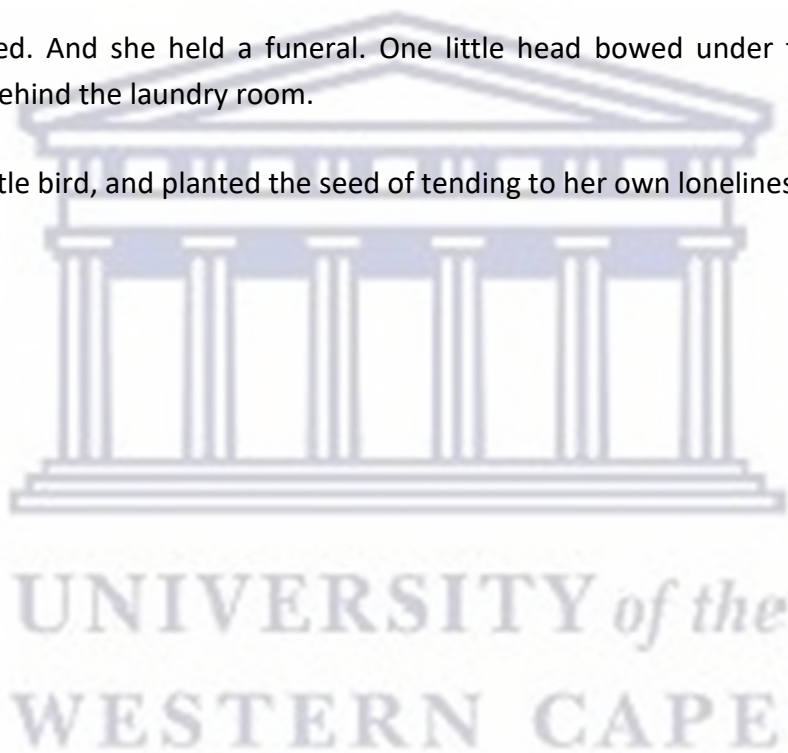 ed. And she held a funeral. One little head bowed under
ehind the laundry room.
tle bird, and planted the seed of tending to her own lonelines
UNIVERSITY of the
WESTERN CAPE